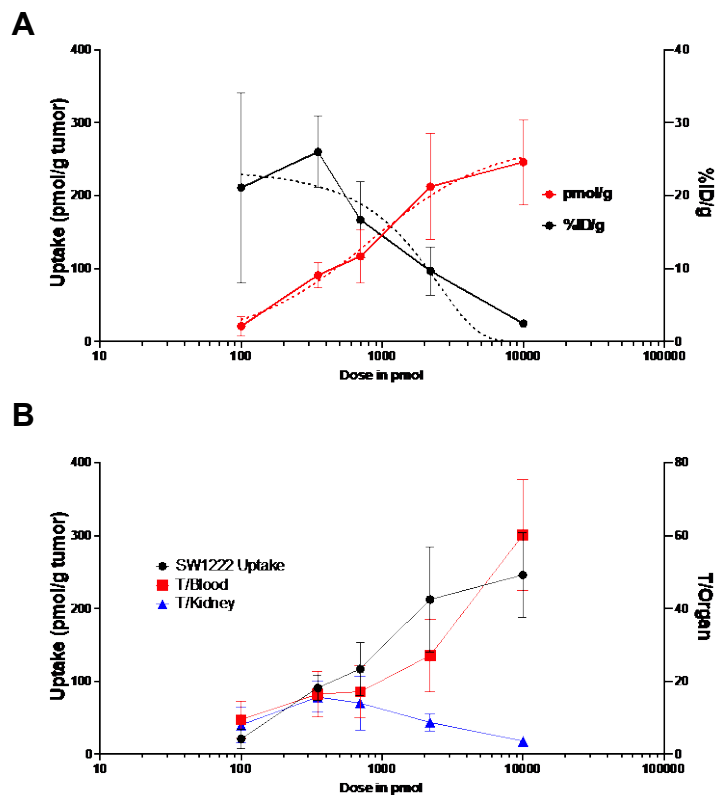 A
400
300
200
100
0
Uptake (pmol/g tumor)
40
30
20
10
0
%ID/g
pmol/g
%ID/g
10
100
1000
10000
100000
Dose in pmol
B
400
300
200
100
0
Uptake (pmol/g tumor)
80
60
40
20
0
T/Organ
SW1222 Uptake
T/Blood
T/Kidney
10
100
1000
10000
100000
Dose in pmol